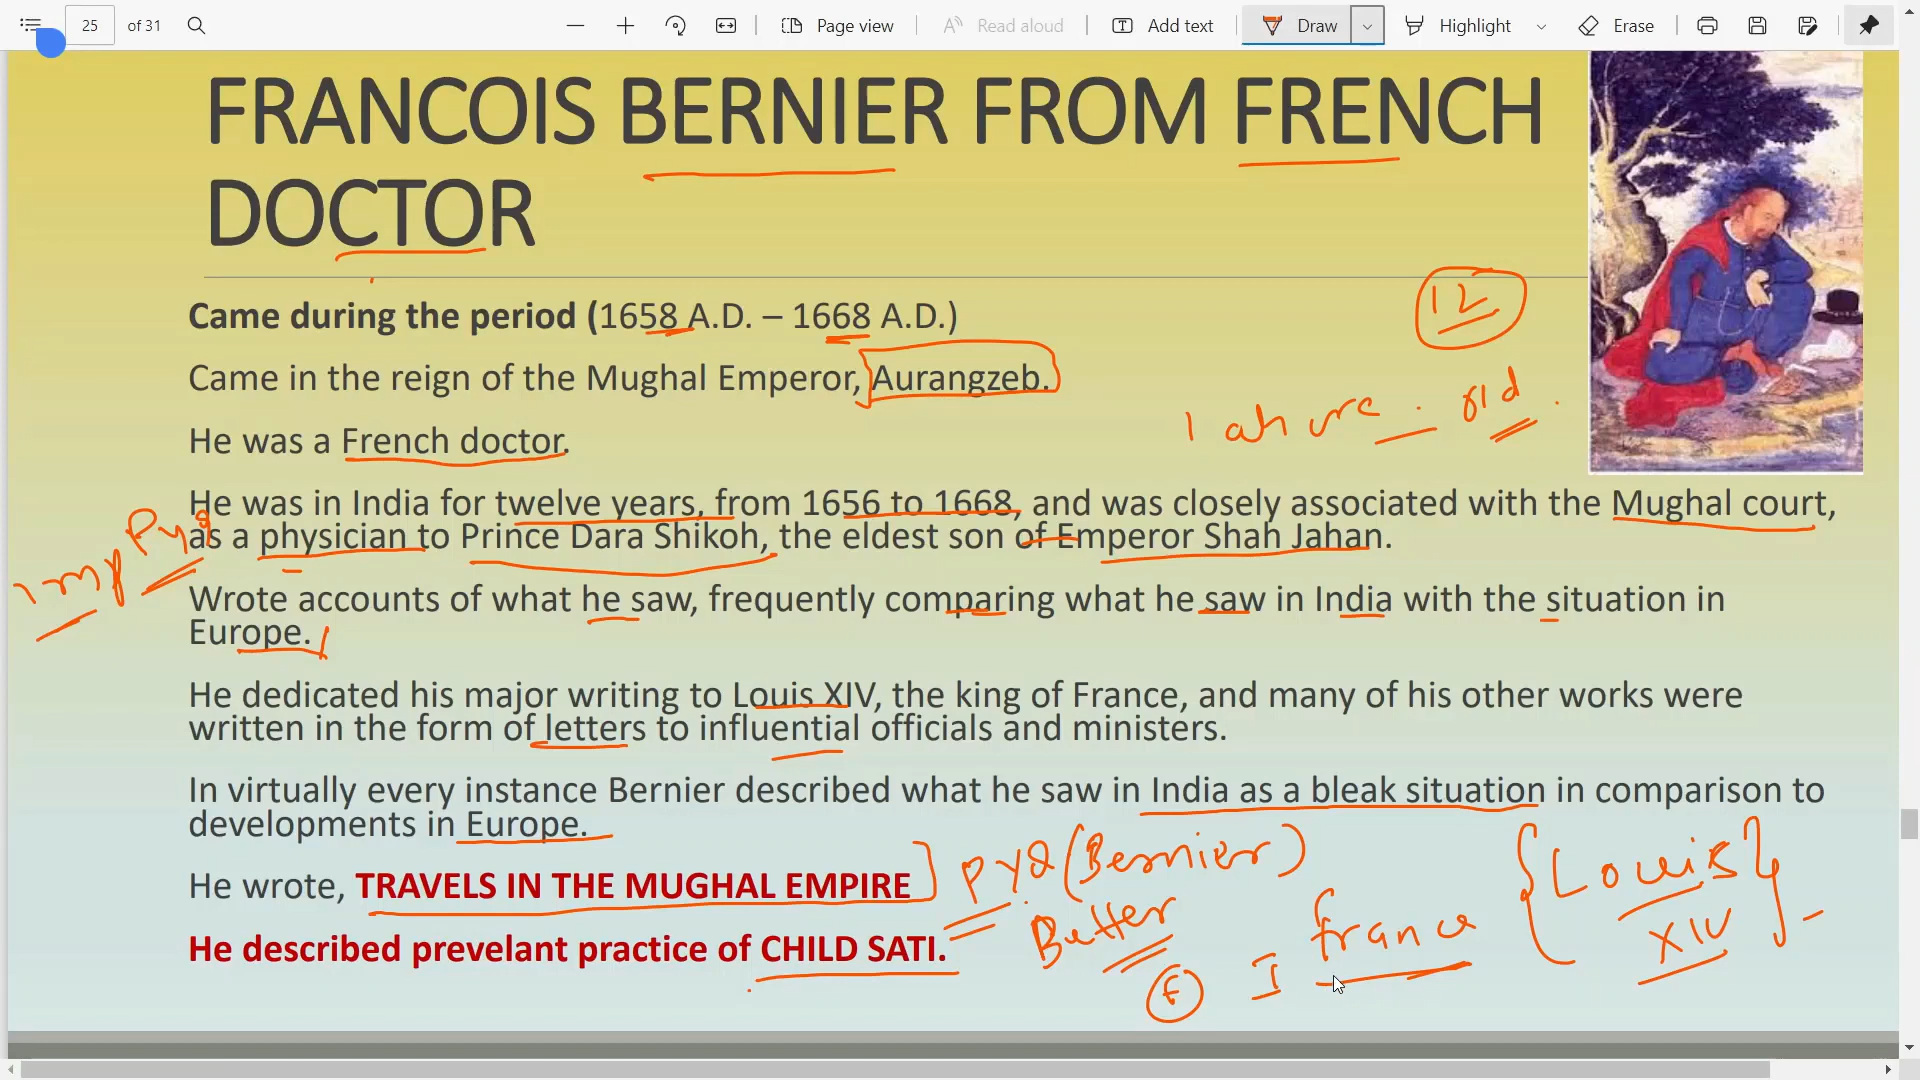 25 of 31 Page view Read aloud Add text Draw Highlight Erase
FRANCOIS BERNIER FROM FRENCH
DOCTOR
Came during the period (1658 A.D. – 1668 A.D.)
12
Came in the reign of the Mughal Emperor, Aurangzeb.
old
He was a French doctor.
He was in India for twelve years, from 1656 to 1668, and was closely associated with the Mughal court,
as a physician to Prince Dara Shikoh, the eldest son of Emperor Shah Jahan.
Imp PYQ
Wrote accounts of what he saw, frequently comparing what he saw in India with the situation in
Europe.
He dedicated his major writing to Louis XIV, the king of France, and many of his other works were
written in the form of letters to influential officials and ministers.
In virtually every instance Bernier described what he saw in India as a bleak situation in comparison to
developments in Europe.
He wrote, TRAVELS IN THE MUGHAL EMPIRE
PYQ (Bernier)
{Louis}
XIV
He described prevelant practice of CHILD SATI.
Better
france
I